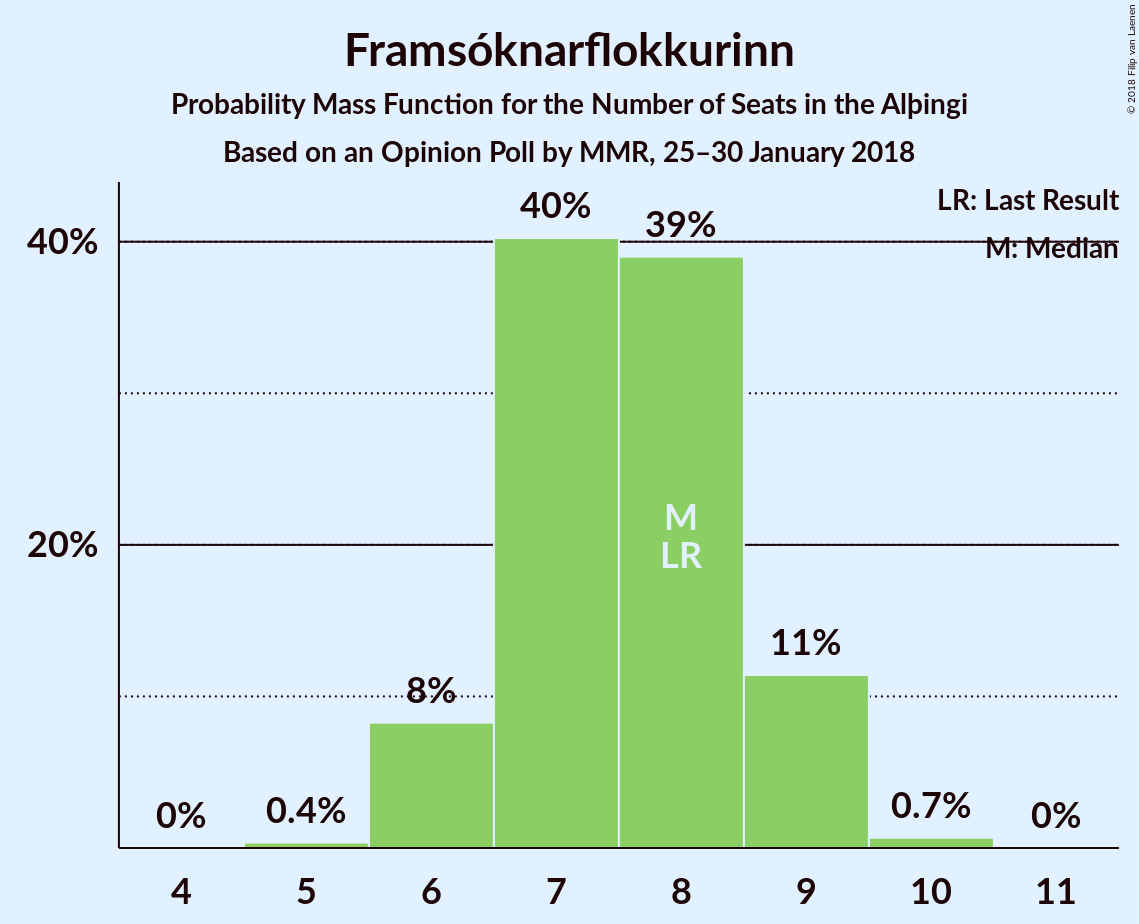 Framsóknarflokkurinn
Probability Mass Function for the Number of Seats in the Alþingi
Based on an Opinion Poll by MMR, 25–30 January 2018
© 2018 Filip van Laenen
LR: Last Result
M: Median
40%
20%
0%
0.4%
8%
40%
39%
11%
0.7%
0%
M
LR
4 5 6 7 8 9 10 11